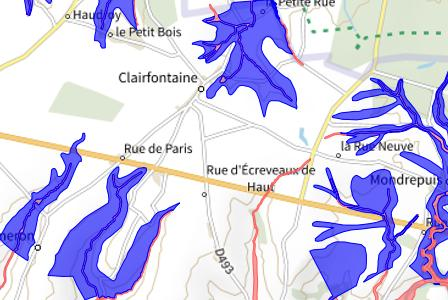 Petite Rue
Haudroy
le Petit Bois
Clairfontaine
la Rue Neuve
Rue de Paris
Rue d'Écreveaux de
Haut
Mondrepuis
D493